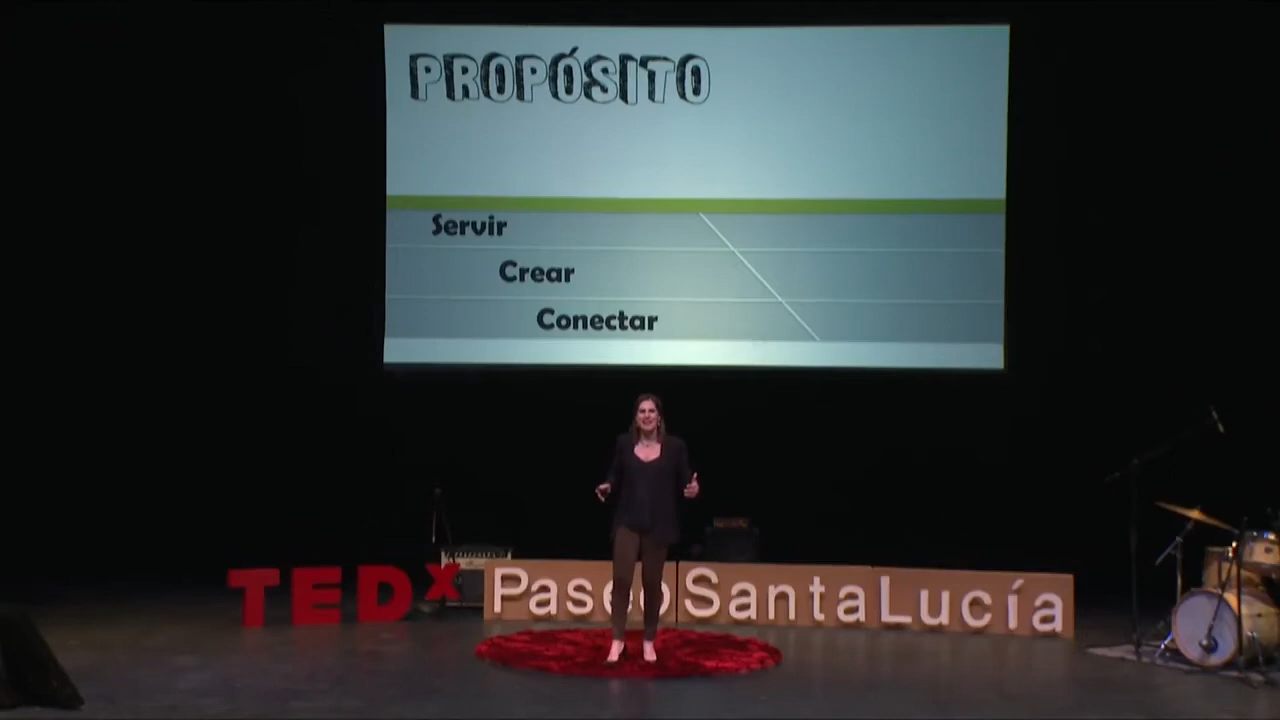 PROPÓSITO
Servir
Crear
Conectar
TEDx PaseoSantaLucía